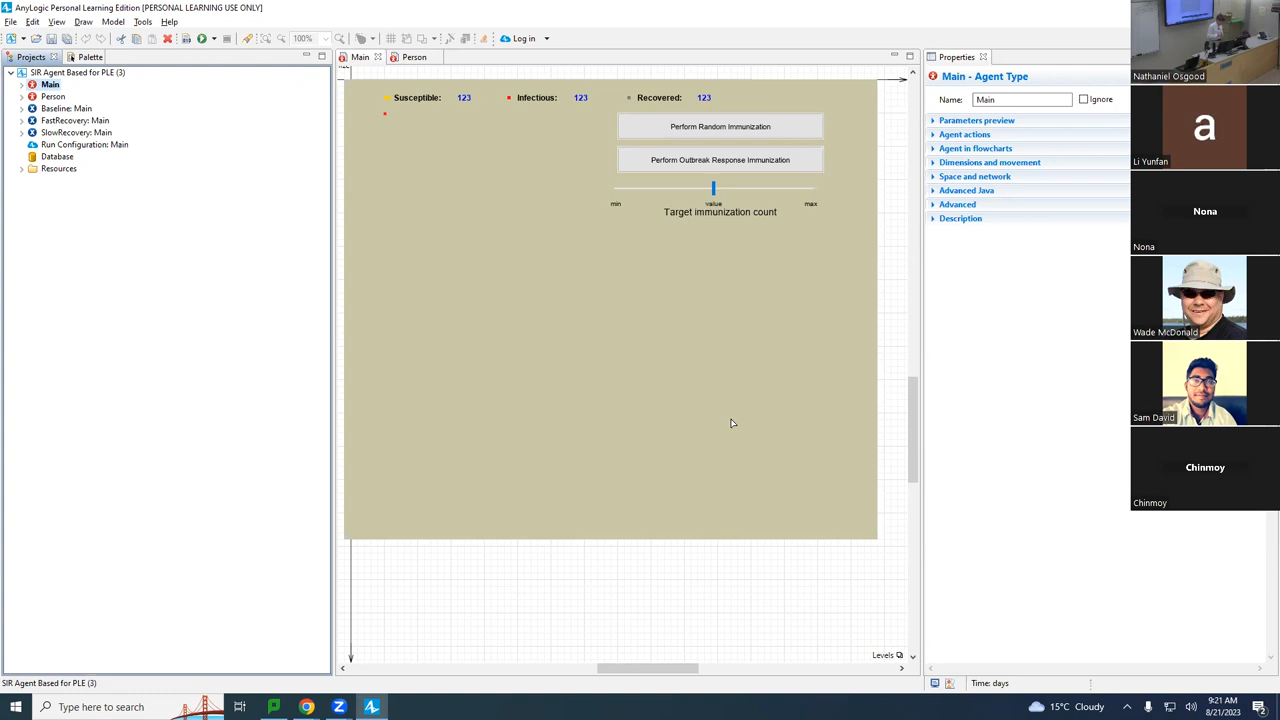 AnyLogic Personal Learning Edition [PERSONAL LEARNING USE ONLY]
File Edit View Draw Model Tools Help
100% Log in
Projects Palette
SIR Agent Based for PLE (3)
Main
Person
Baseline: Main
FastRecovery: Main
SlowRecovery: Main
Run Configuration: Main
Database
Resources
Main Person
Susceptible: 123 Infectious: 123 Recovered: 123
Perform Random Immunization
Perform Outbreak Response Immunization
min value max
Target immunization count
Levels
Properties
Main - Agent Type
Name: Main Ignore
Parameters preview
Agent actions
Agent in flowcharts
Dimensions and movement
Space and network
Advanced Java
Advanced
Description
Nathaniel Osgood
a
Li Yunfan
Nona
Nona
Wade McDonald
Sam David
Chinmoy
Chinmoy
SIR Agent Based for PLE (3)
Time: days
Type here to search
15°C Cloudy
9:21 AM
8/21/2023
2